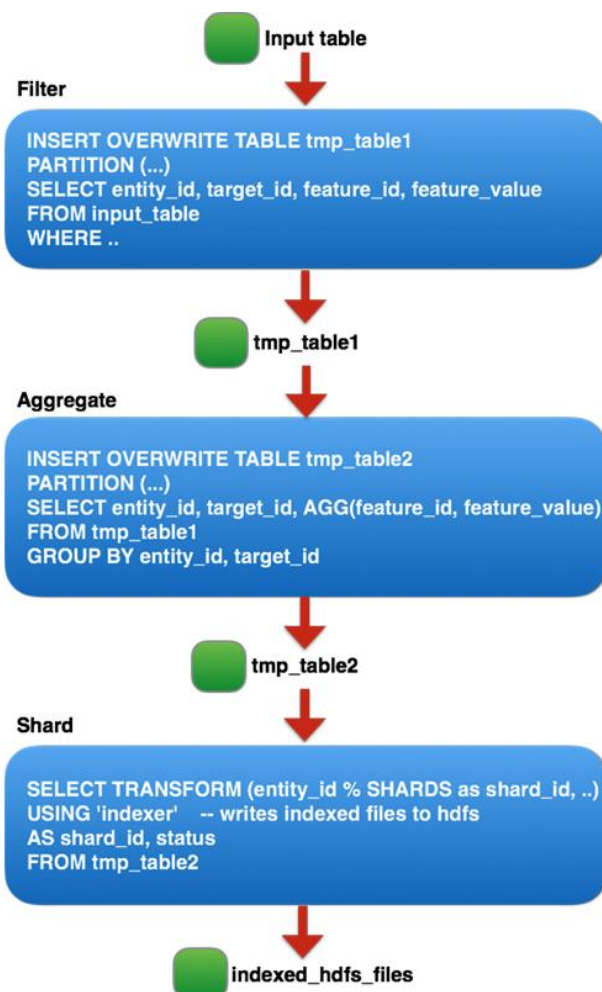 Input table
Filter
INSERT OVERWRITE TABLE tmp_table1
PARTITION (...)
SELECT entity_id, target_id, feature_id, feature_value
FROM input_table
WHERE ..
tmp_table1
Aggregate
INSERT OVERWRITE TABLE tmp_table2
PARTITION (...)
SELECT entity_id, target_id, AGG(feature_id, feature_value)
FROM tmp_table1
GROUP BY entity_id, target_id
tmp_table2
Shard
SELECT TRANSFORM (entity_id % SHARDS as shard_id, ..)
USING 'indexer' -- writes indexed files to hdfs
AS shard_id, status
FROM tmp_table2
indexed_hdfs_files